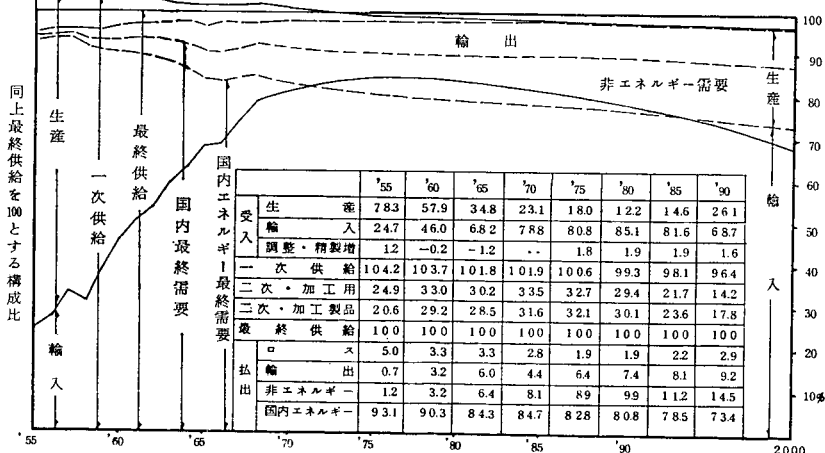 同上最終供給を100とする構成比
生産
輸入
一次供給
最終供給
国内最終需要
国内エネルギー最終需要
輸出
非エネルギー需要
生産
輸入
100
90
80
70
60
50
40
30
20
10%
'55 '60 '65 '70 '75 '80 '85 '90
受入 生産 78.3 57.9 34.8 23.1 18.0 12.2 14.6 26.1
輸入 24.7 46.0 68.2 78.8 80.8 85.1 81.6 68.7
調整・精製増 1.2 -0.2 -1.2 -- 1.8 1.9 1.9 1.6
一次供給 104.2 103.7 101.8 101.9 100.6 99.3 98.1 96.4
二次・加工用 24.9 33.0 30.2 33.5 32.7 29.4 21.7 14.2
二次・加工製品 20.6 29.2 28.5 31.6 32.1 30.1 23.6 17.8
最終供給 100 100 100 100 100 100 100 100
払出 ロス 5.0 3.3 3.3 2.8 1.9 1.9 2.2 2.9
輸出 0.7 3.2 6.0 4.4 6.4 7.4 8.1 9.2
非エネルギー 1.2 3.2 6.4 8.1 8.9 9.9 11.2 14.5
国内エネルギー 93.1 90.3 84.3 84.7 82.8 80.8 78.5 73.4
'55 '60 '65 '70 '75 '80 '85 '90 2000